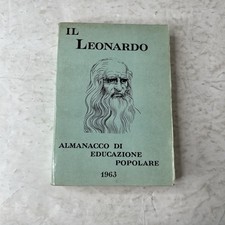 IL
LEONARDO
ALMANACCO DI
EDUCAZIONE
POPOLARE
1963